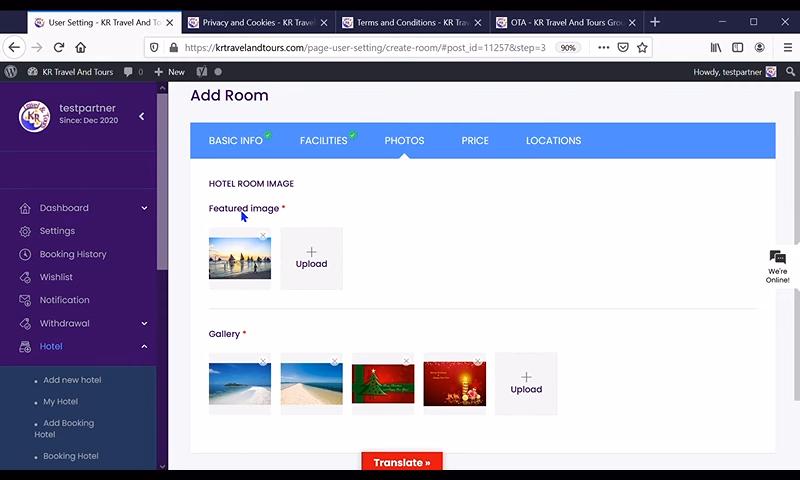 User Setting - KR Travel And To
Privacy and Cookies - KR Trave
Terms and Conditions - KR Trav
OTA - KR Travel And Tours Grou
https://krtravelandtours.com/page-user-setting/create-room/#post_id=11257&step=3
90%
KR Travel And Tours
0
New
Howdy, testpartner
testpartner
Since: Dec 2020
Dashboard
Settings
Booking History
Wishlist
Notification
Withdrawal
Hotel
Add new hotel
My Hotel
Add Booking
Hotel
Booking Hotel
Add Room
BASIC INFO
FACILITIES
PHOTOS
PRICE
LOCATIONS
HOTEL ROOM IMAGE
Featured image *
Upload
Gallery *
Upload
Translate »
We're
Online!